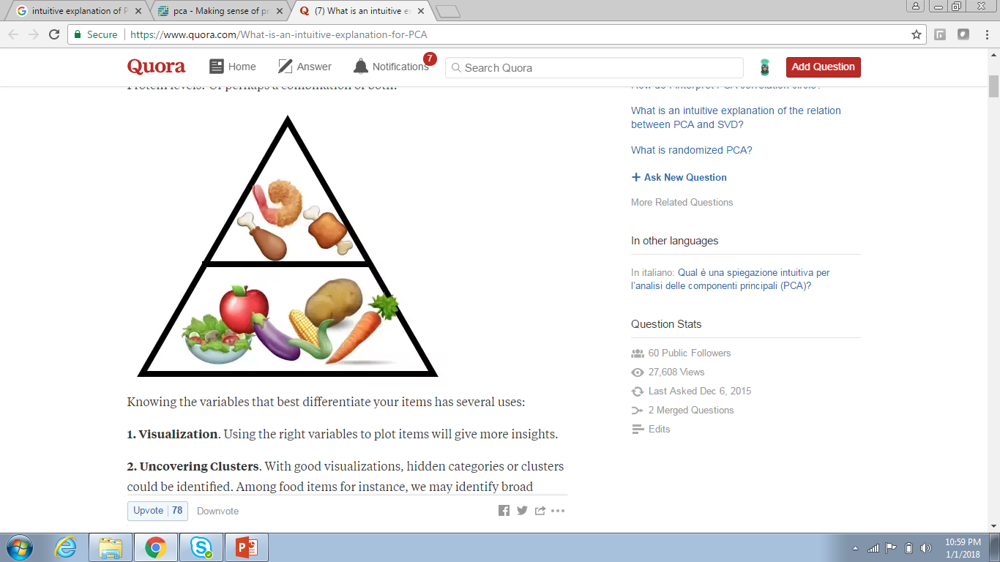 intuitive explanation of P
pca - Making sense of pr
(7) What is an intuitive e
Secure
https://www.quora.com/What-is-an-intuitive-explanation-for-PCA
Quora
Home
Answer
Notifications
7
Search Quora
Add Question
Protein levels? Or perhaps a combination of both?
Knowing the variables that best differentiate your items has several uses:
1. Visualization. Using the right variables to plot items will give more insights.
2. Uncovering Clusters. With good visualizations, hidden categories or clusters
could be identified. Among food items for instance, we may identify broad
Upvote 78
Downvote
How do I interpret PCA correlation circle?
What is an intuitive explanation of the relation
between PCA and SVD?
What is randomized PCA?
+ Ask New Question
More Related Questions
In other languages
In italiano: Qual è una spiegazione intuitiva per
l'analisi delle componenti principali (PCA)?
Question Stats
60 Public Followers
27,608 Views
Last Asked Dec 6, 2015
2 Merged Questions
Edits
10:59 PM
1/1/2018